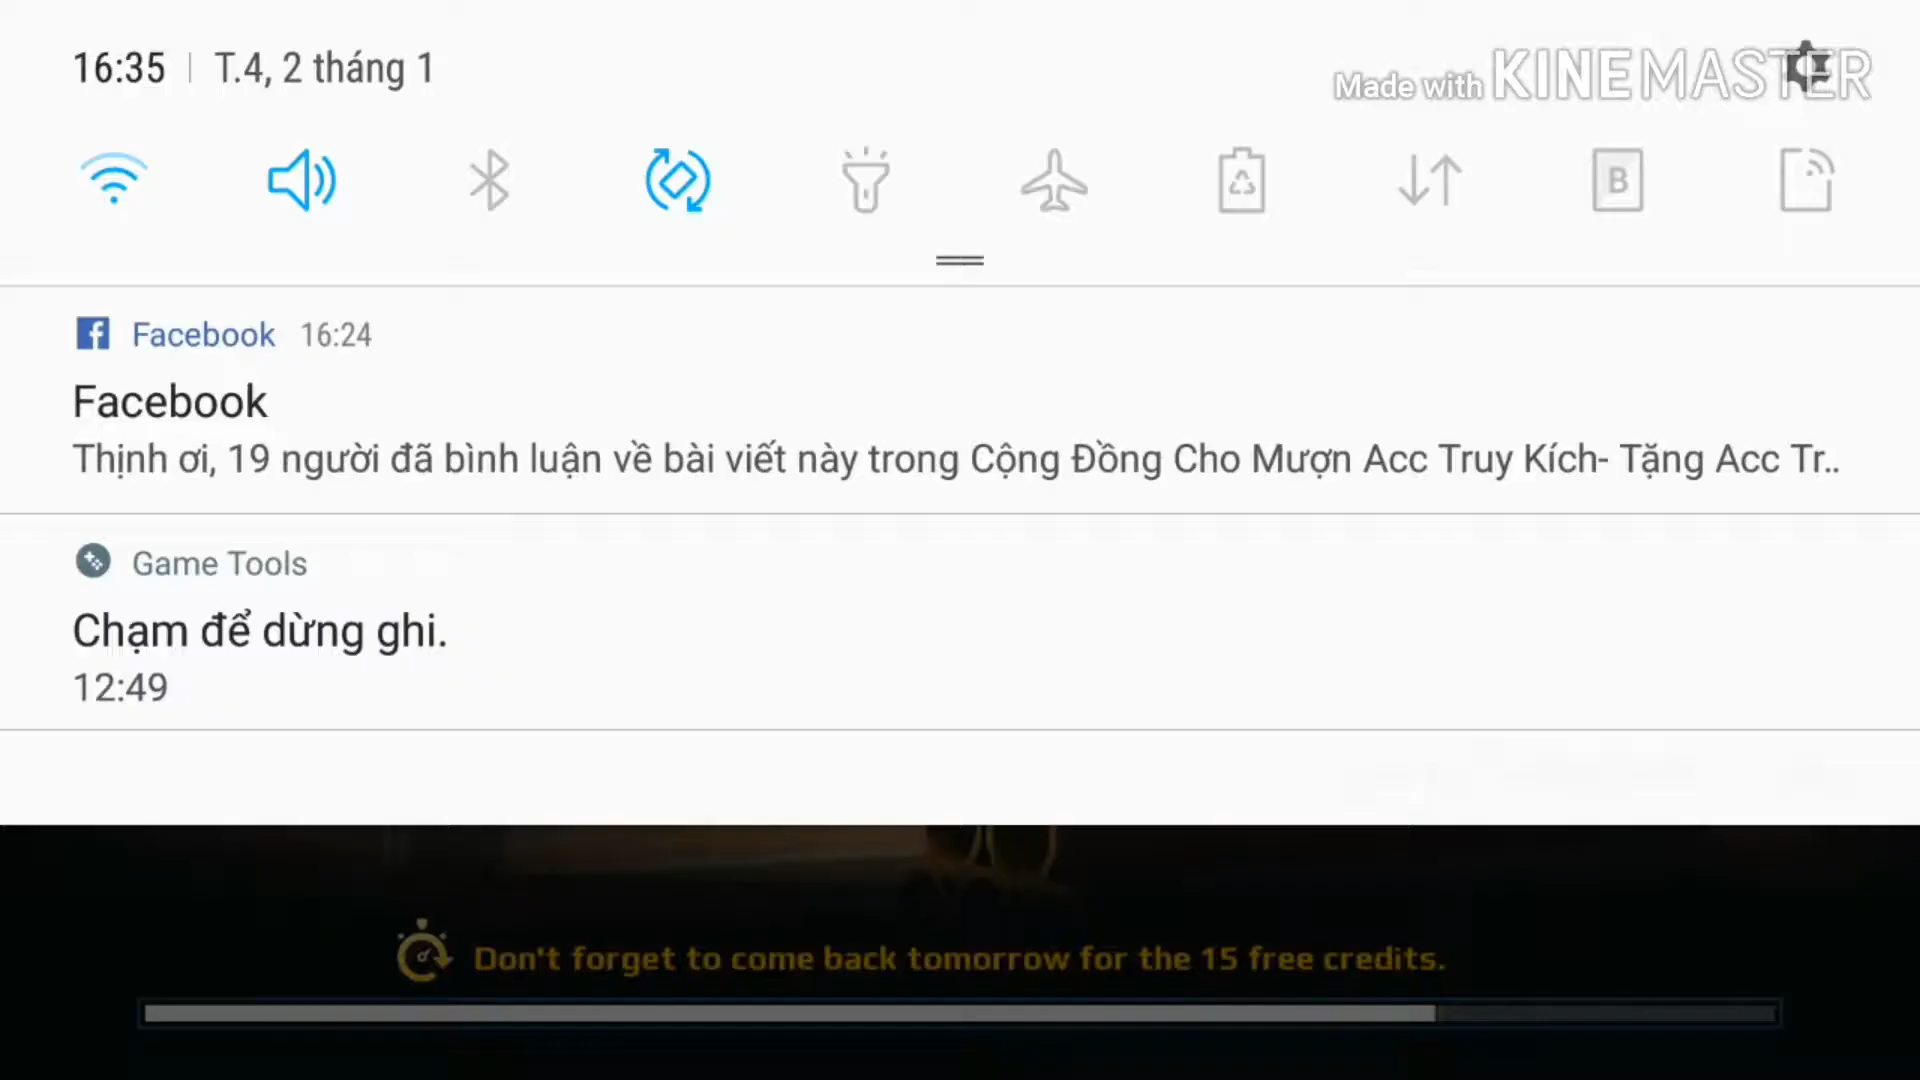 16:35 | T.4, 2 tháng 1
Made with KINEMASTER
B
Facebook 16:24
Facebook
Thịnh ơi, 19 người đã bình luận về bài viết này trong Cộng Đồng Cho Mượn Acc Truy Kích- Tặng Acc Tr..
Game Tools
Chạm để dừng ghi.
12:49
Don't forget to come back tomorrow for the 15 free credits.